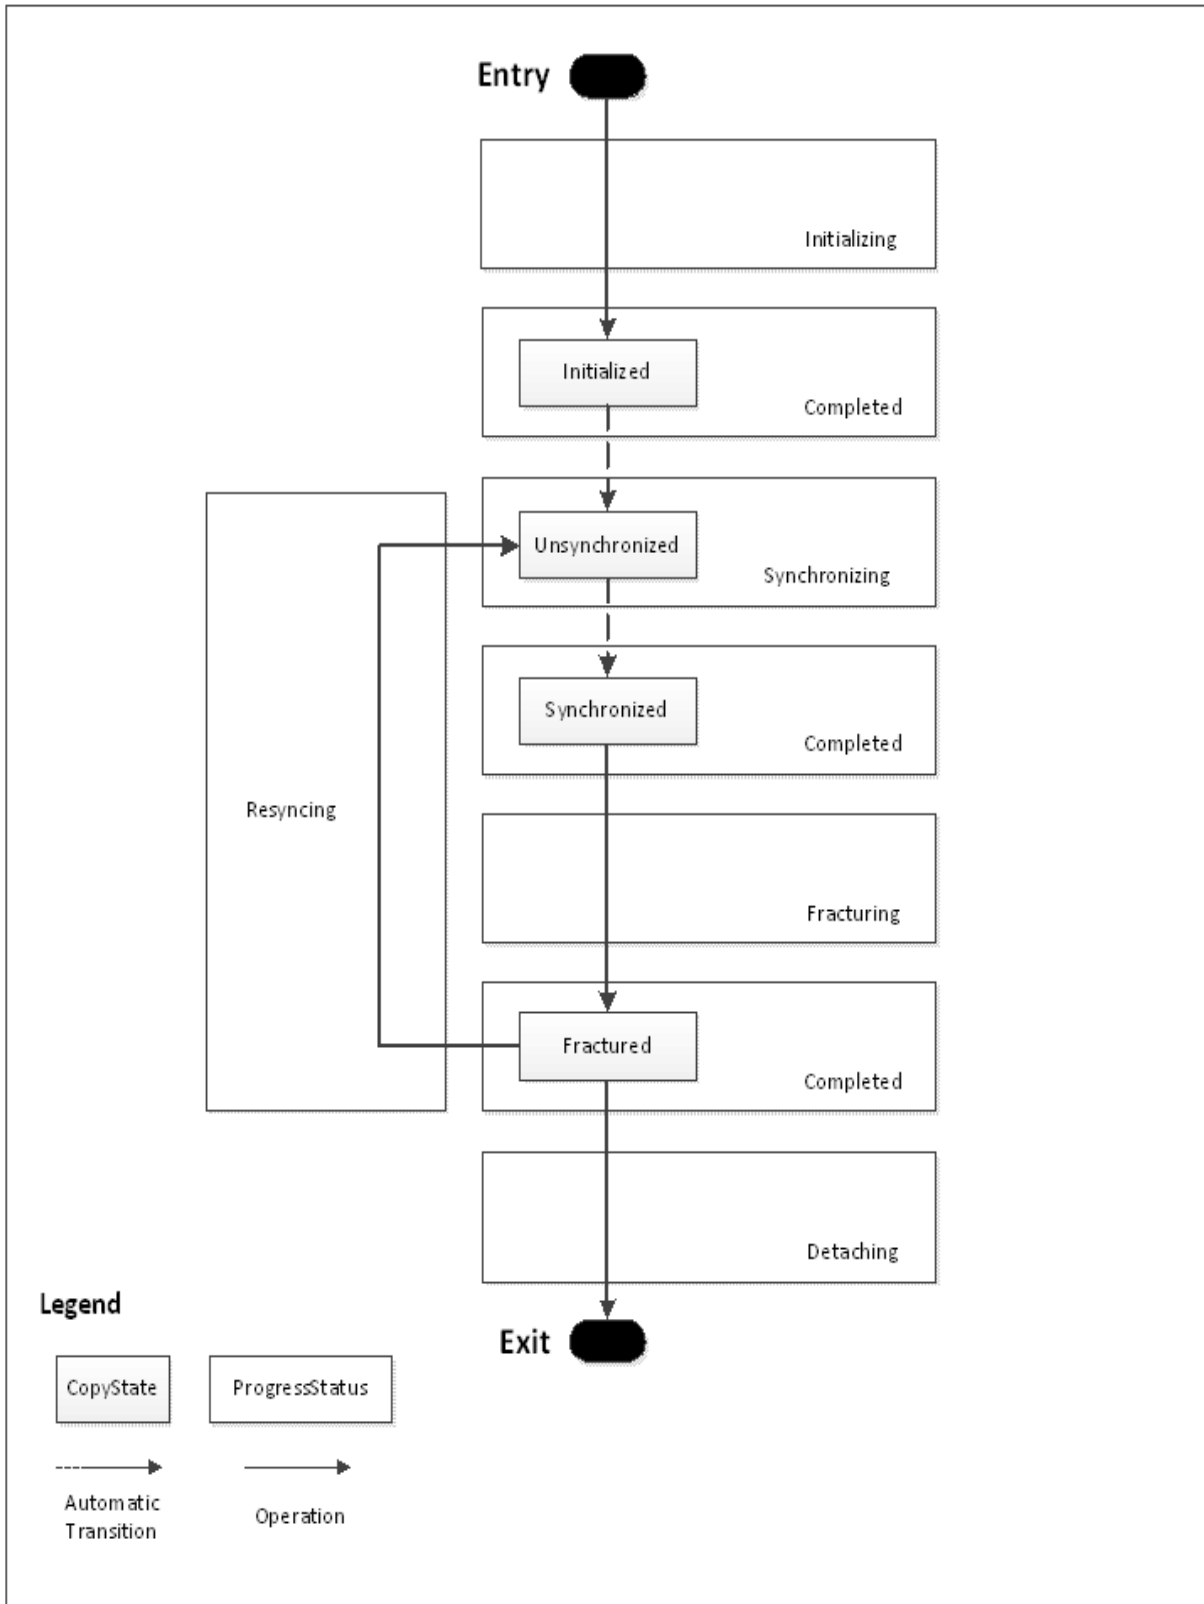 Entry
Initializing
Initialized
Completed
Unsynchronized
Synchronizing
Synchronized
Completed
Resyncing
Fracturing
Fractured
Completed
Detaching
Legend
Exit
CopyState
ProgressStatus
Automatic
Transition
Operation